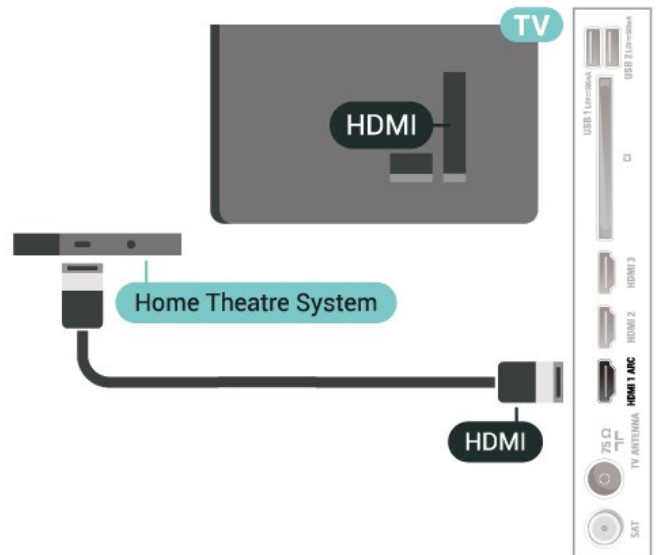 TV
HDMI
Home Theatre System
HDMI
USB 2
USB 1
CI
HDMI 3
HDMI 2
HDMI 1 ARC
75 Ω
TV ANTENNA
SAT